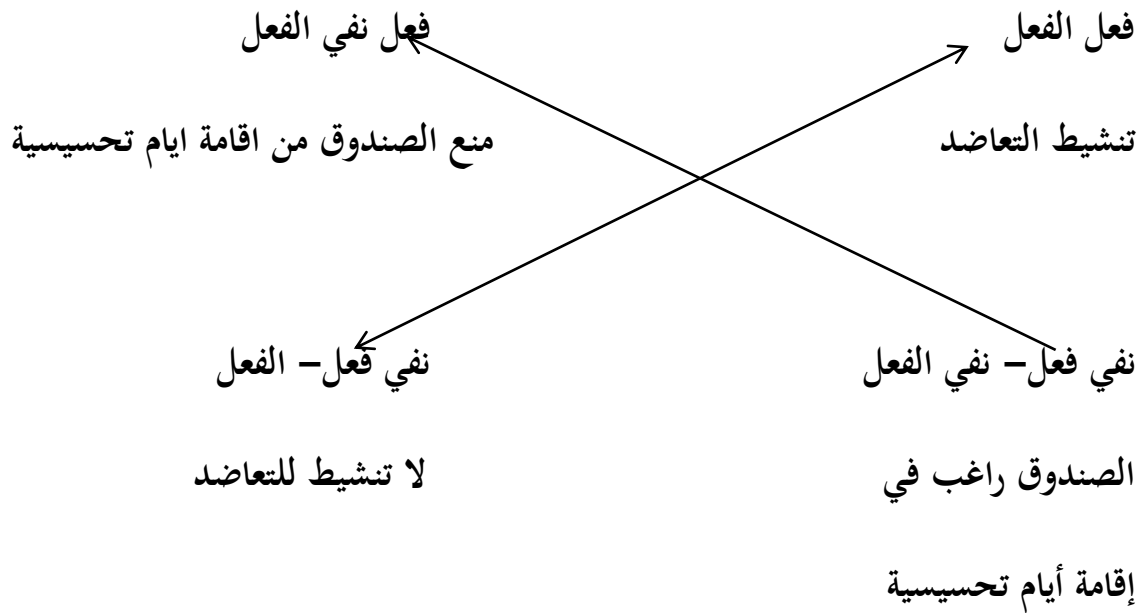 فعل الفعل
فعل نفي الفعل
تنشيط التعاضد
منع الصندوق من اقامة ايام تحسيسية
نفي فعل– نفي الفعل
نفي فعل– الفعل
الصندوق راغب في
لا تنشيط للتعاضد
إقامة أيام تحسيسية